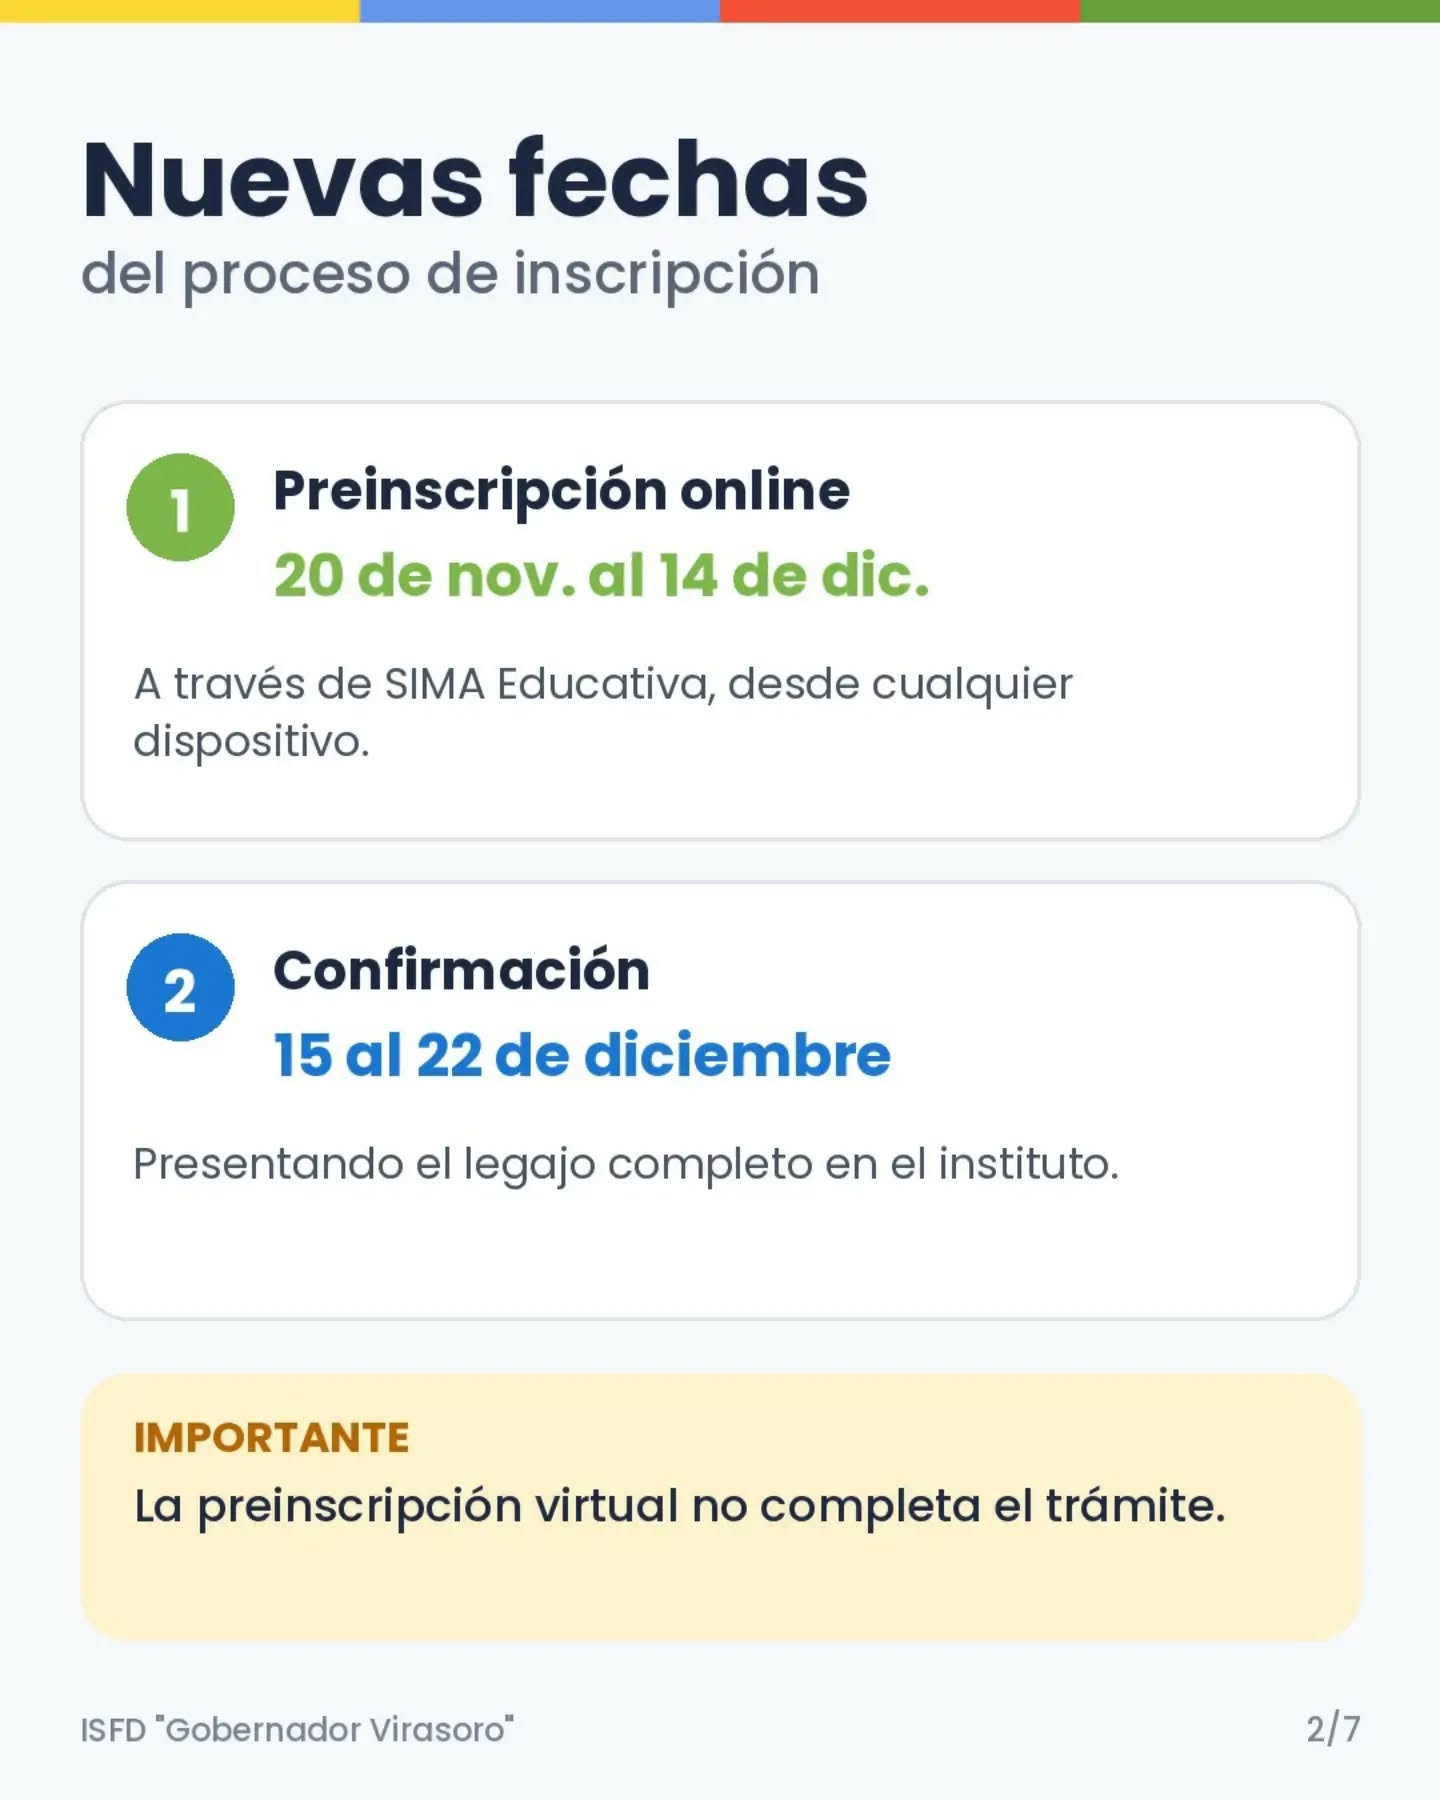 Nuevas fechas
del proceso de inscripción
1
Preinscripción online
20 de nov. al 14 de dic.
A través de SIMA Educativa, desde cualquier
dispositivo.
2
Confirmación
15 al 22 de diciembre
Presentando el legajo completo en el instituto.
IMPORTANTE
La preinscripción virtual no completa el trámite.
ISFD "Gobernador Virasoro"
2/7